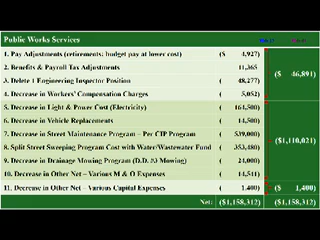 Public Works Services
1. Pay Adjustments (retirements; budget pay at lower cost) ( 4,927)
2. Benefits & Payroll Tax Adjustments 11,365
3. Delete 1 Engineering Inspector Position ( 48,277)
4. Decrease in Workers' Compensation Charges ( 5,052)
($ 46,891)
5. Decrease in Light & Power Cost (Electricity) ( 164,500)
6. Decrease in Vehicle Replacements ( 14,500)
7. Decrease in Street Maintenance Program – Per CIP Program ( 539,000)
8. Split Street Sweeping Program Cost with Water/Wastewater Fund ( 353,480)
9. Decrease in Drainage Mowing Program (D.D. #3 Mowing) ( 24,000)
10. Decrease in Other Net – Various M & O Expenses ( 14,541)
($1,110,021)
11. Decrease in Other Net – Various Capital Expenses ( 1,400) ($ 1,400)
Net: ($1,158,312) ($1,158,312)